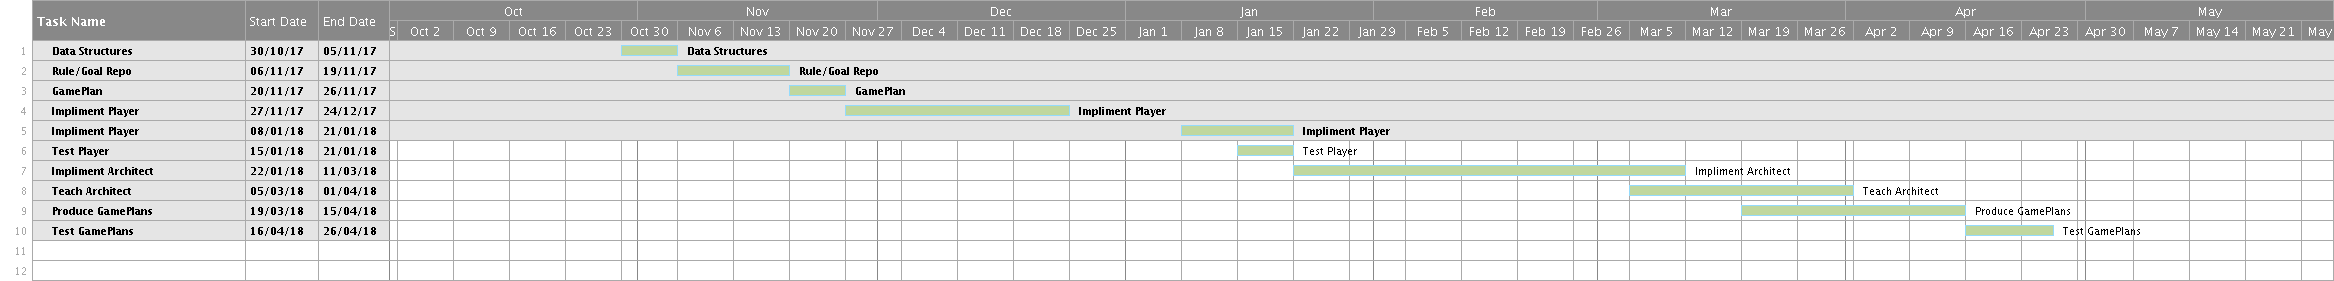 Task Name Start Date End Date Oct Nov Dec Jan Feb Mar Apr May
S Oct 2 Oct 9 Oct 16 Oct 23 Oct 30 Nov 6 Nov 13 Nov 20 Nov 27 Dec 4 Dec 11 Dec 18 Dec 25 Jan 1 Jan 8 Jan 15 Jan 22 Jan 29 Feb 5 Feb 12 Feb 19 Feb 26 Mar 5 Mar 12 Mar 19 Mar 26 Apr 2 Apr 9 Apr 16 Apr 23 Apr 30 May 7 May 14 May 21 May
1 Data Structures 30/10/17 05/11/17 Data Structures
2 Rule/Goal Repo 06/11/17 19/11/17 Rule/Goal Repo
3 GamePlan 20/11/17 26/11/17 GamePlan
4 Impliment Player 27/11/17 24/12/17 Impliment Player
5 Impliment Player 08/01/18 21/01/18 Impliment Player
6 Test Player 15/01/18 21/01/18 Test Player
7 Impliment Architect 22/01/18 11/03/18 Impliment Architect
8 Teach Architect 05/03/18 01/04/18 Teach Architect
9 Produce GamePlans 19/03/18 15/04/18 Produce GamePlans
10 Test GamePlans 16/04/18 26/04/18 Test GamePlans
11
12